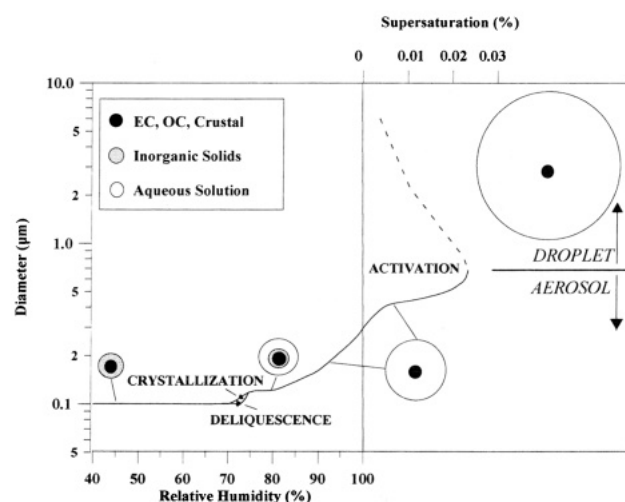 Supersaturation (%)
0 0.01 0.02 0.03
10.0
5
2
1.0
5
2
0.1
5
Diameter (µm)
EC, OC, Crustal
Inorganic Solids
Aqueous Solution
ACTIVATION
DROPLET
AEROSOL
CRYSTALLIZATION
DELIQUESCENCE
40 50 60 70 80 90 100
Relative Humidity (%)